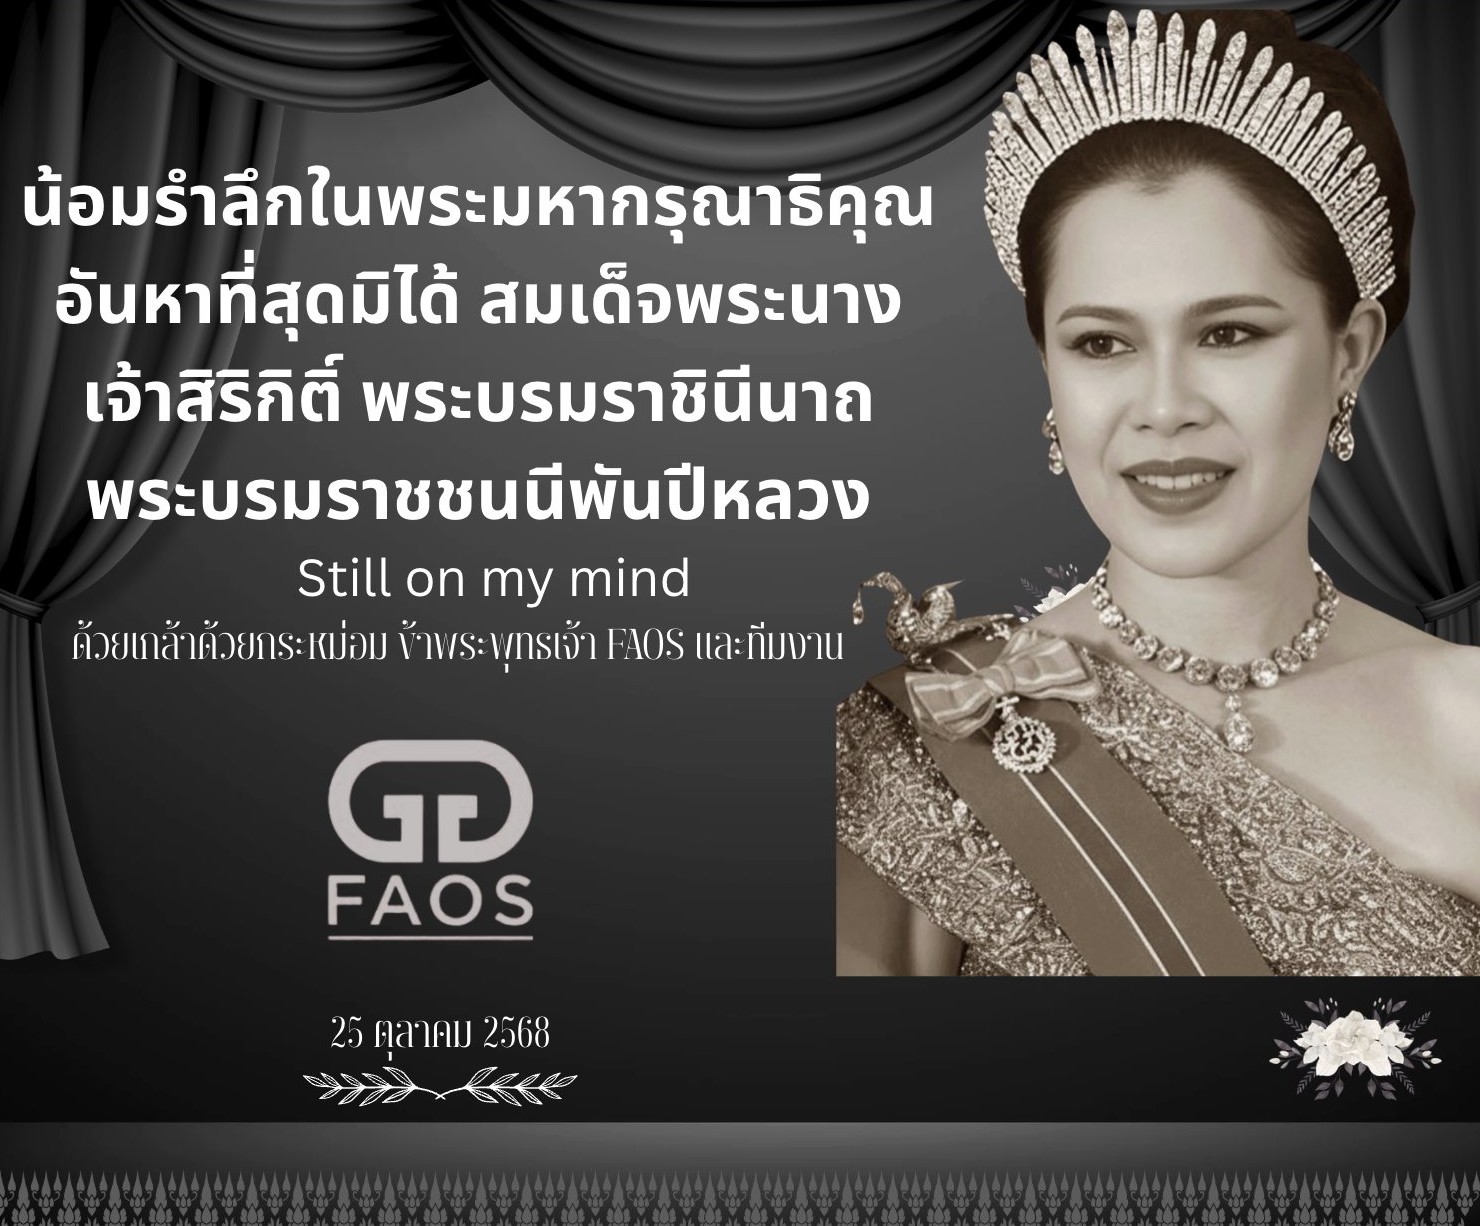 น้อมรำลึกในพระมหากรุณาธิคุณ
อันหาที่สุดมิได้ สมเด็จพระนาง
เจ้าสิริกิติ์ พระบรมราชินีนาถ
พระบรมราชชนนีพันปีหลวง
Still on my mind
ด้วยเกล้าด้วยกระหม่อม ข้าพระพุทธเจ้า FAOS และทีมงาน
FAOS
25 ตุลาคม 2568